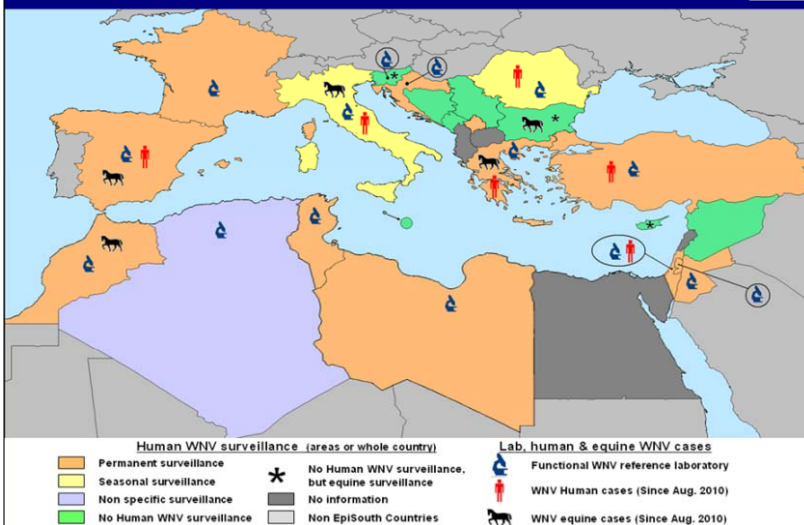 Human WNV surveillance (areas or whole country)
Permanent surveillance
Seasonal surveillance
Non specific surveillance
No Human WNV surveillance
No Human WNV surveillance,
but equine surveillance
No information
Non EpiSouth Countries
Lab, human & equine WNV cases
Functional WNV reference laboratory
WNV Human cases (Since Aug. 2010)
WNV equine cases (Since Aug. 2010)